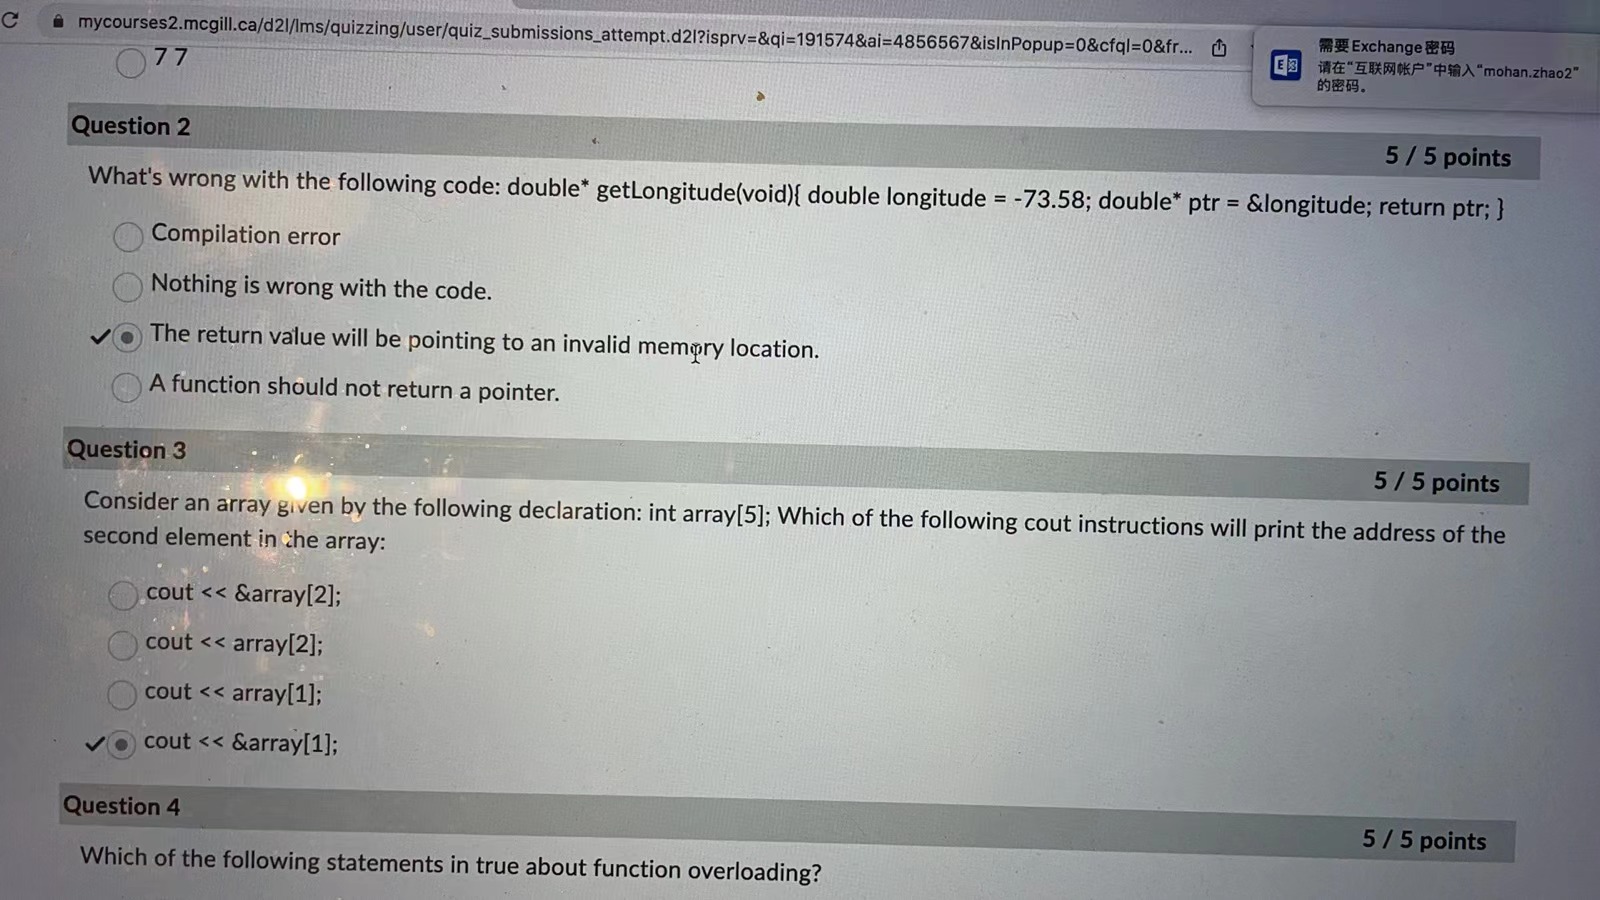 mycourses2.mcgill.ca/d2l/lms/quizzing/user/quiz_submissions_attempt.d2l?isprv=&qi=191574&ai=4856567&isInPopup=0&cfql=0&fr...
需要 Exchange 密码
请在“互联网帐户”中输入“mohan.zhao2”
的密码。
7 7
Question 2
5 / 5 points
What's wrong with the following code: double* getLongitude(void){ double longitude = -73.58; double* ptr = &longitude; return ptr; }
Compilation error
Nothing is wrong with the code.
The return value will be pointing to an invalid memory location.
A function should not return a pointer.
Question 3
5 / 5 points
Consider an array given by the following declaration: int array[5]; Which of the following cout instructions will print the address of the
second element in the array:
cout << &array[2];
cout << array[2];
cout << array[1];
cout << &array[1];
Question 4
5 / 5 points
Which of the following statements in true about function overloading?